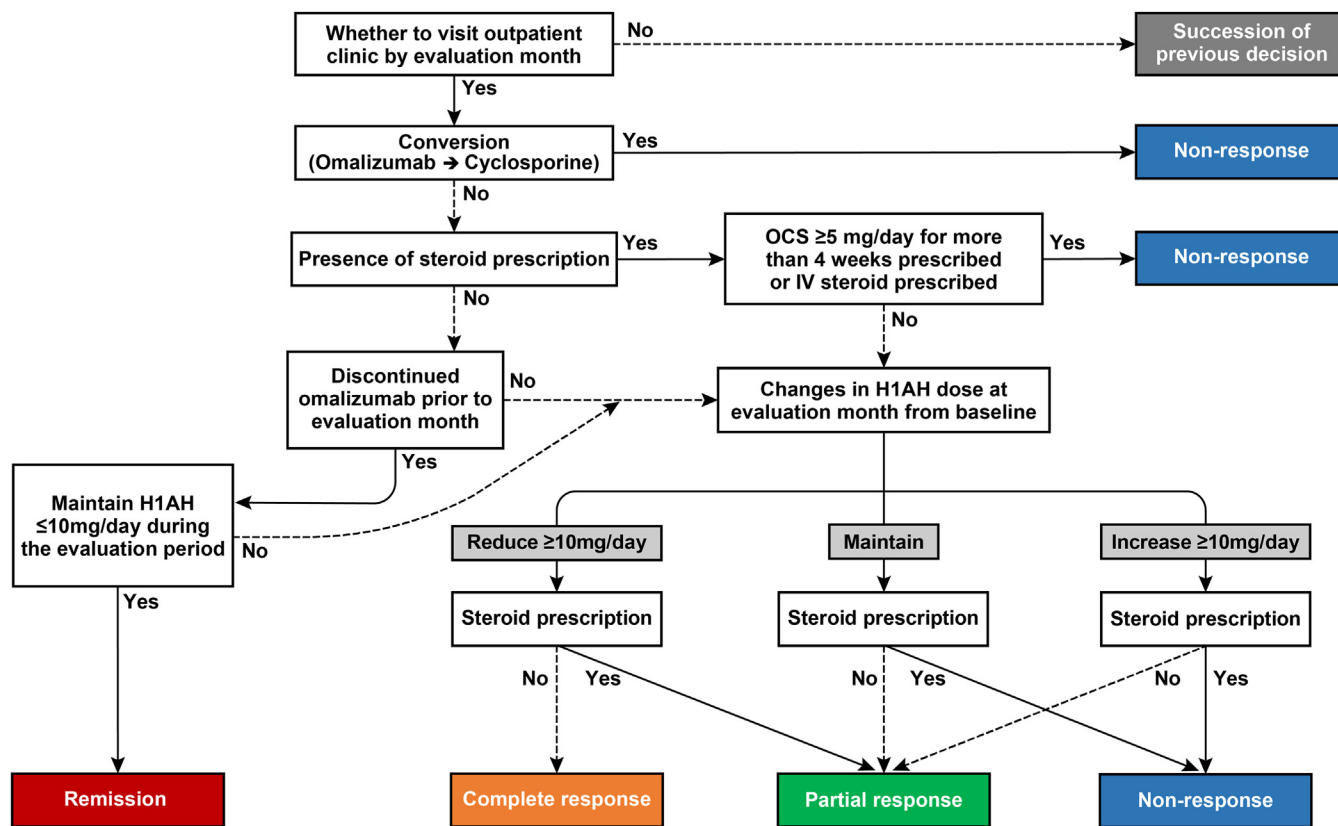 Whether to visit outpatient
clinic by evaluation month
No
Succession of
previous decision
Yes
Conversion
(Omalizumab ➔ Cyclosporine)
Yes
Non-response
No
Presence of steroid prescription
Yes
OCS ≥5 mg/day for more
than 4 weeks prescribed
or IV steroid prescribed
Yes
Non-response
No
No
Discontinued
omalizumab prior to
evaluation month
No
Changes in H1AH dose at
evaluation month from baseline
Yes
Maintain H1AH
≤10mg/day during
the evaluation period
No
Reduce ≥10mg/day
Maintain
Increase ≥10mg/day
Yes
Steroid prescription
Steroid prescription
Steroid prescription
No
Yes
No
Yes
No
Yes
Remission
Complete response
Partial response
Non-response